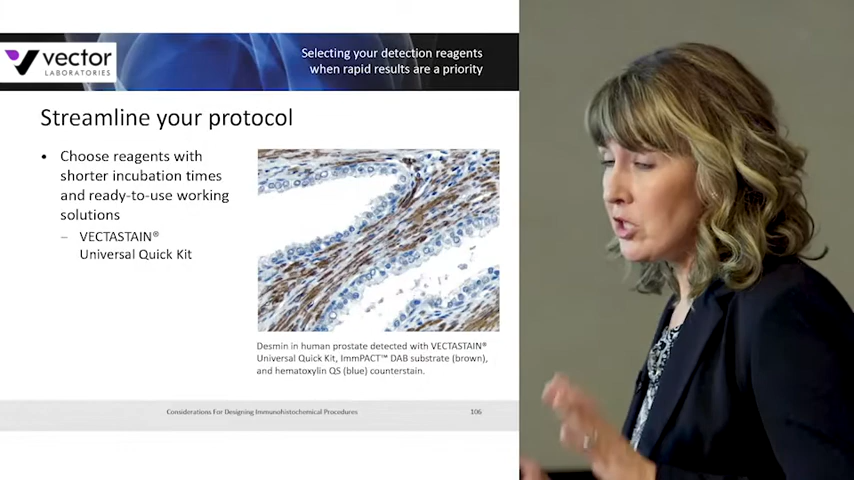 vector
LABORATORIES
Selecting your detection reagents
when rapid results are a priority
Streamline your protocol
• Choose reagents with
shorter incubation times
and ready-to-use working
solutions
– VECTASTAIN®
Universal Quick Kit
Desmin in human prostate detected with VECTASTAIN®
Universal Quick Kit, ImmPACT™ DAB substrate (brown),
and hematoxylin QS (blue) counterstain.
Considerations For Designing Immunohistochemical Procedures
106